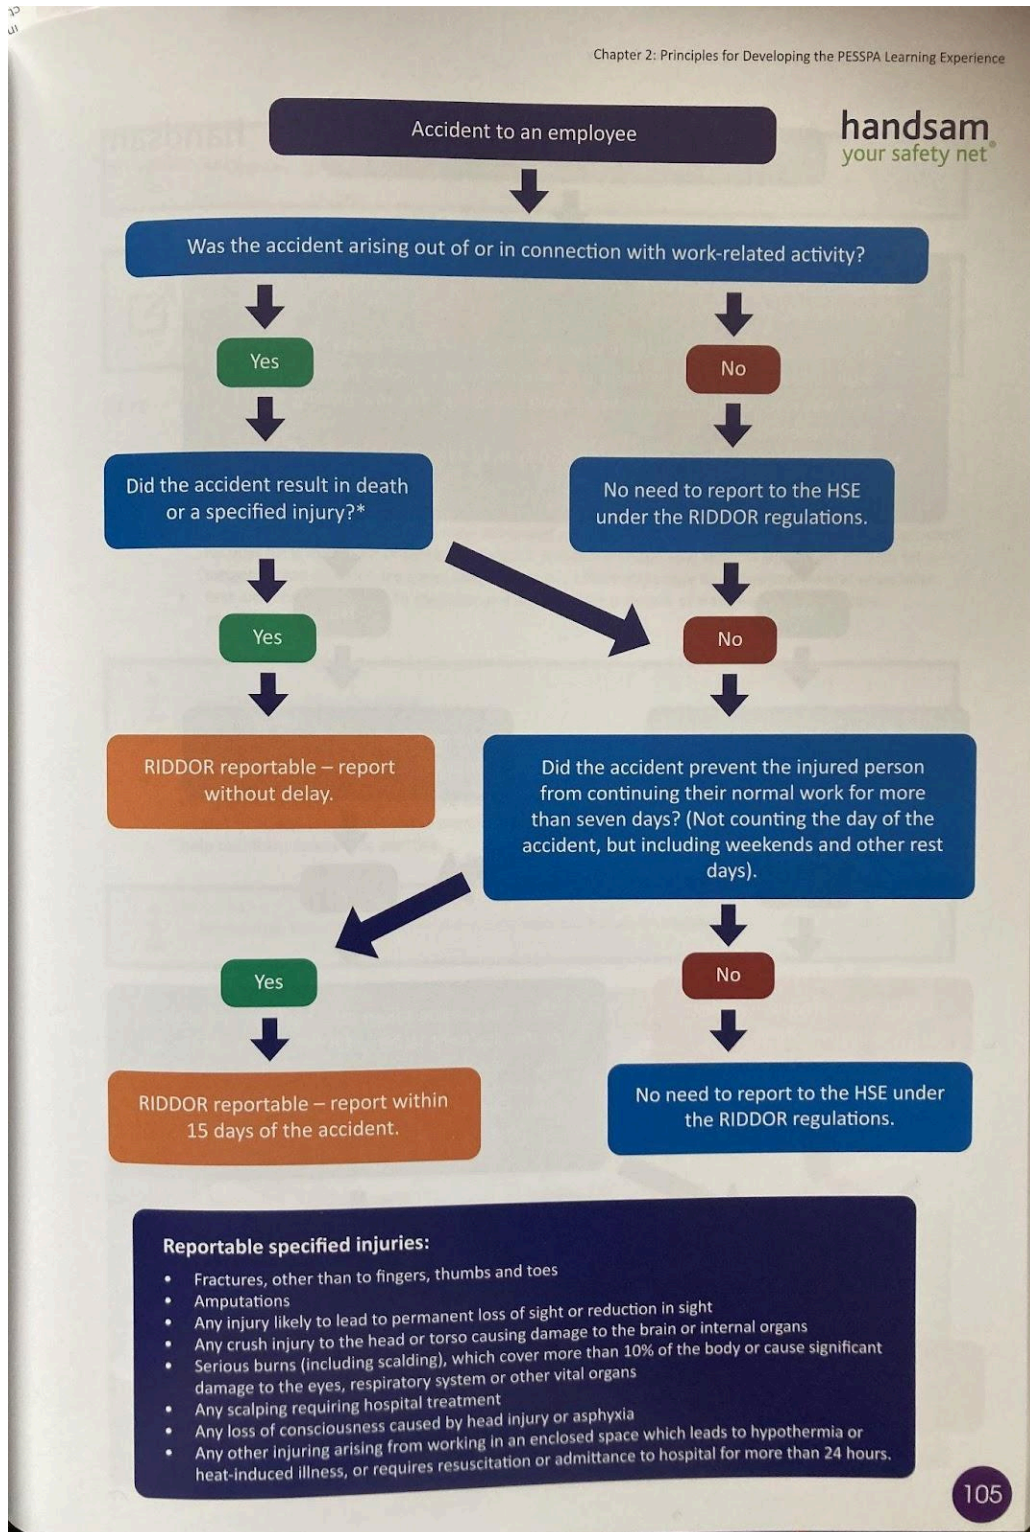 Chapter 2: Principles for Developing the PESSPA Learning Experience
handsam
your safety net®
Accident to an employee
Was the accident arising out of or in connection with work-related activity?
Yes
No
Did the accident result in death
or a specified injury?*
No need to report to the HSE
under the RIDDOR regulations.
Yes
No
RIDDOR reportable – report
without delay.
Did the accident prevent the injured person
from continuing their normal work for more
than seven days? (Not counting the day of the
accident, but including weekends and other rest
days).
Yes
No
RIDDOR reportable – report within
15 days of the accident.
No need to report to the HSE under
the RIDDOR regulations.
Reportable specified injuries:
• Fractures, other than to fingers, thumbs and toes
• Amputations
• Any injury likely to lead to permanent loss of sight or reduction in sight
• Any crush injury to the head or torso causing damage to the brain or internal organs
• Serious burns (including scalding), which cover more than 10% of the body or cause significant
damage to the eyes, respiratory system or other vital organs
• Any scalping requiring hospital treatment
• Any loss of consciousness caused by head injury or asphyxia
• Any other injuring arising from working in an enclosed space which leads to hypothermia or
heat-induced illness, or requires resuscitation or admittance to hospital for more than 24 hours.
105